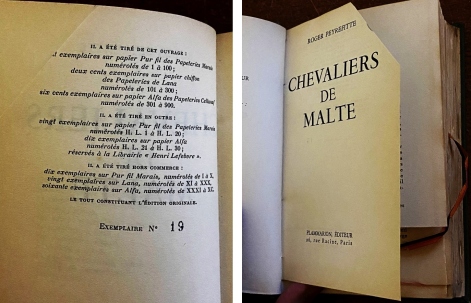 IL A ÉTÉ TIRÉ DE CET OUVRAGE :
exemplaires sur papier Pur fil des Papeteries Marais
numérotés de 1 à 100 ;
deux cents exemplaires sur papier chiffon
des Papeteries de Lana
numérotés de 101 à 300 ;
six cents exemplaires sur papier Alfa des Papeteries
numérotés de 301 à 900.
IL A ÉTÉ TIRÉ EN OUTRE :
vingt exemplaires sur papier Pur fil des Papeteries Marais
numérotés H. L. 1 à H. L. 20 ;
dix exemplaires sur papier Alfa
numérotés H. L. 21 à H. L. 30 ;
réservés à la Librairie « Henri Lefebvre ».
IL A ÉTÉ TIRÉ HORS COMMERCE :
dix exemplaires sur Pur fil Marais, numérotés de I à X,
vingt exemplaires sur Lana, numérotés de XI à XXX,
soixante exemplaires sur Alfa, numérotés de XXXI à XC
LE TOUT CONSTITUANT L'ÉDITION ORIGINALE.
EXEMPLAIRE N° 19
ROGER PEYREFITTE
CHEVALIERS
DE
MALTE
FLAMMARION, ÉDITEUR
26, rue Racine, Paris